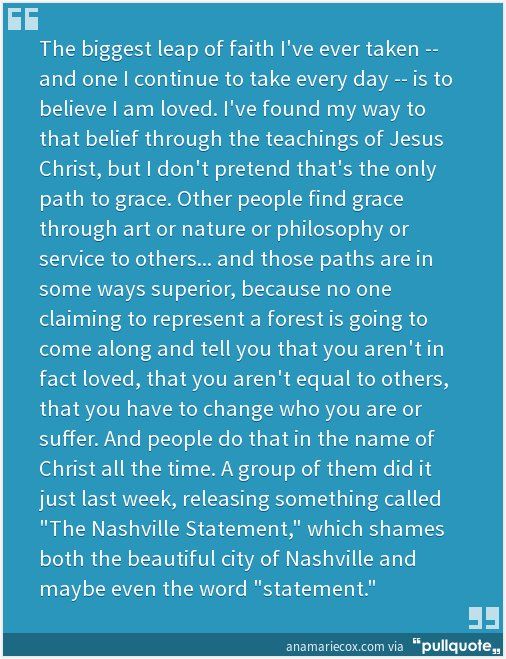 The biggest leap of faith I've ever taken --
and one I continue to take every day -- is to
believe I am loved. I've found my way to
that belief through the teachings of Jesus
Christ, but I don't pretend that's the only
path to grace. Other people find grace
through art or nature or philosophy or
service to others... and those paths are in
some ways superior, because no one
claiming to represent a forest is going to
come along and tell you that you aren't in
fact loved, that you aren't equal to others,
that you have to change who you are or
suffer. And people do that in the name of
Christ all the time. A group of them did it
just last week, releasing something called
"The Nashville Statement," which shames
both the beautiful city of Nashville and
maybe even the word "statement."
anamariecox.com via “pullquote„